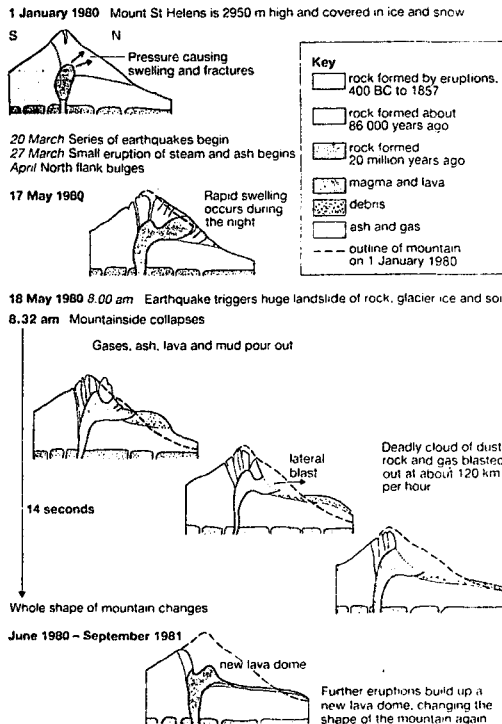 1 January 1980 Mount St Helens is 2950 m high and covered in ice and snow
S N
Pressure causing
swelling and fractures
20 March Series of earthquakes begin
27 March Small eruption of steam and ash begins
April North flank bulges
Key
rock formed by eruptions,
400 BC to 1857
rock formed about
86 000 years ago
rock formed
20 million years ago
magma and lava
debris
ash and gas
outline of mountain
on 1 January 1980
17 May 1980
Rapid swelling
occurs during
the night
18 May 1980 8.00 am Earthquake triggers huge landslide of rock, glacier ice and soi
8.32 am Mountainside collapses
Gases, ash, lava and mud pour out
lateral
blast
Deadly cloud of dust
rock and gas blasted
out at about 120 km
per hour
14 seconds
Whole shape of mountain changes
June 1980 – September 1981
new lava dome
Further eruptions build up a
new lava dome, changing the
shape of the mountain again